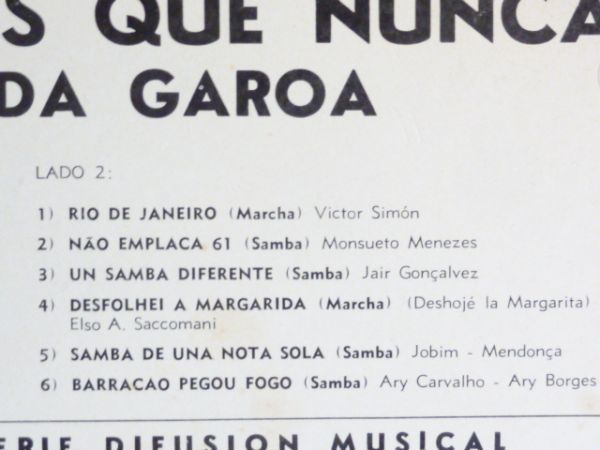 S QUE NUNCA
DA GAROA
LADO 2:
1) RIO DE JANEIRO (Marcha) Victor Simón
2) NÃO EMPLACA 61 (Samba) Monsueto Menezes
3) UN SAMBA DIFERENTE (Samba) Jair Gonçalvez
4) DESFOLHEI A MARGARIDA (Marcha) (Deshojé la Margarita)
Elso A. Saccomani
5) SAMBA DE UNA NOTA SOLA (Samba) Jobim - Mendonça
6) BARRACAO PEGOU FOGO (Samba) Ary Carvalho - Ary Borges
ERIE DIFUSION MUSICAL